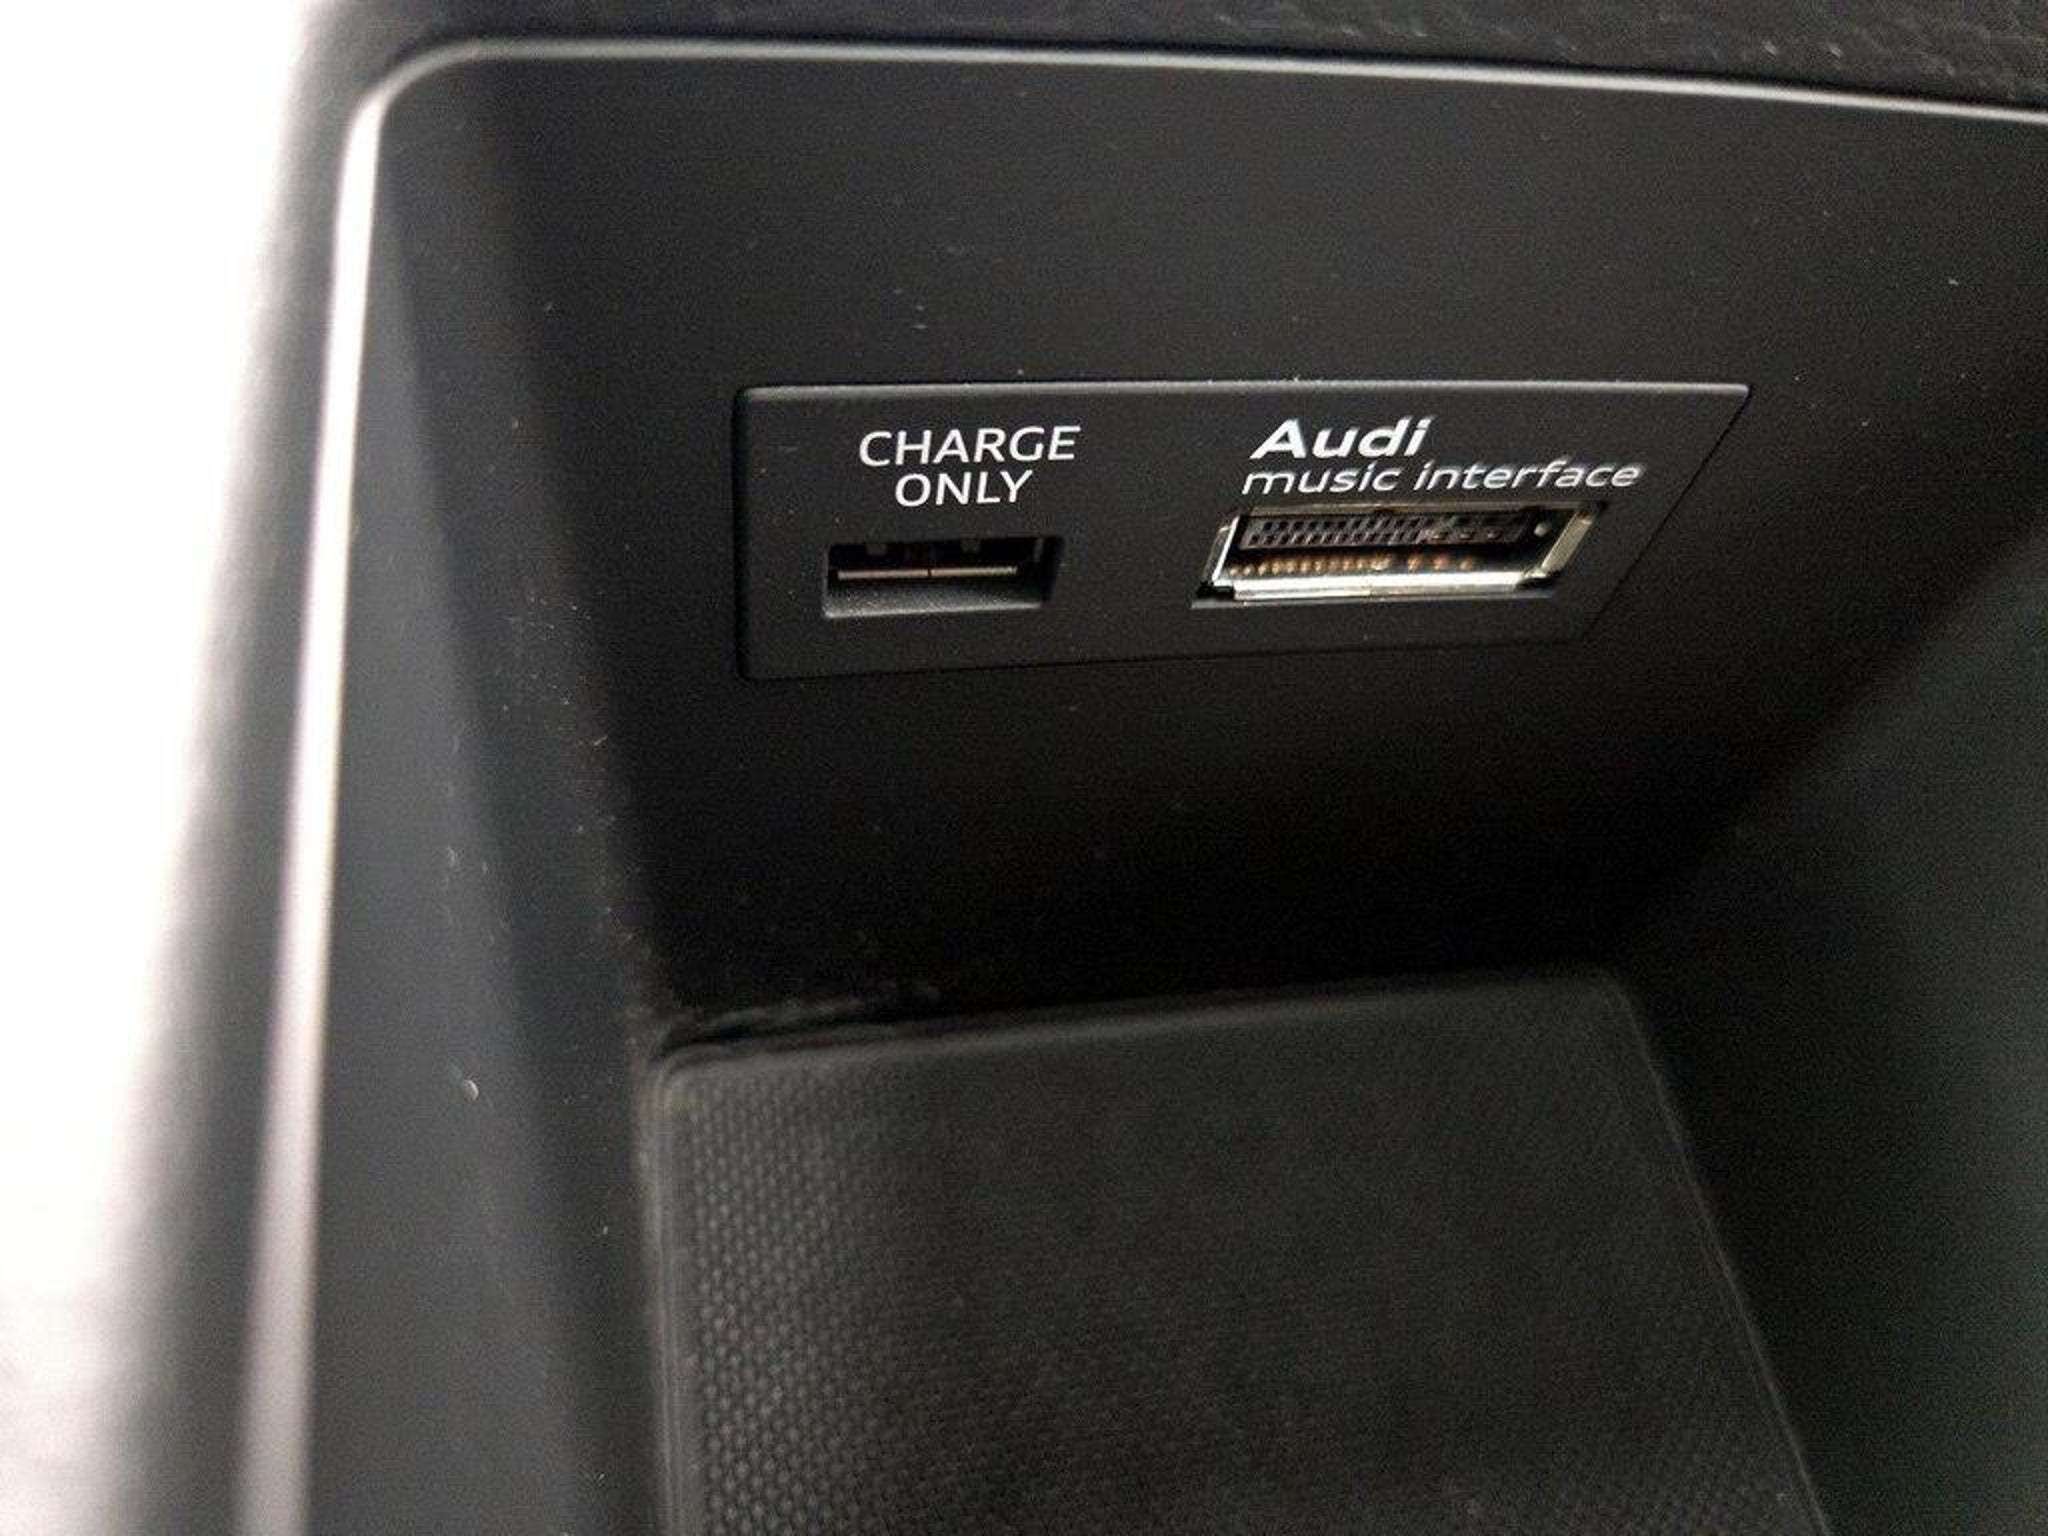 CHARGE
ONLY
Audi
music interface